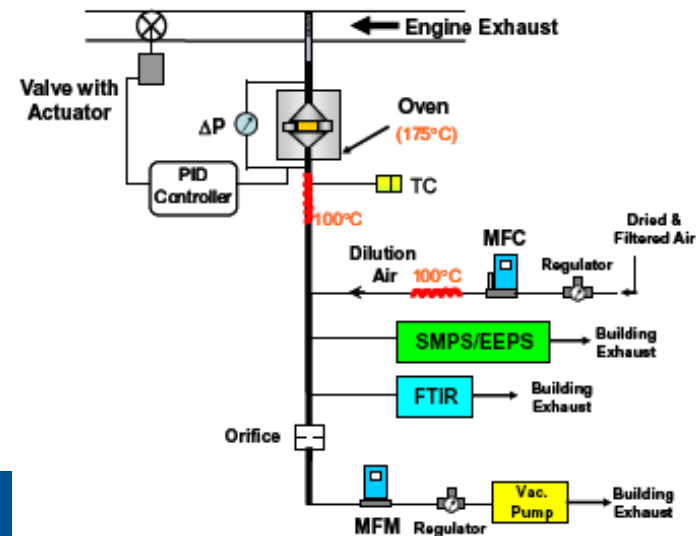 Engine Exhaust
Valve with
Actuator
ΔP
Oven
(175°C)
PID
Controller
TC
100°C
Dried &
Filtered Air
MFC
Dilution
Air
100°C
Regulator
SMPS/EEPS
Building
Exhaust
FTIR
Building
Exhaust
Orifice
Vac.
Pump
Building
Exhaust
MFM
Regulator